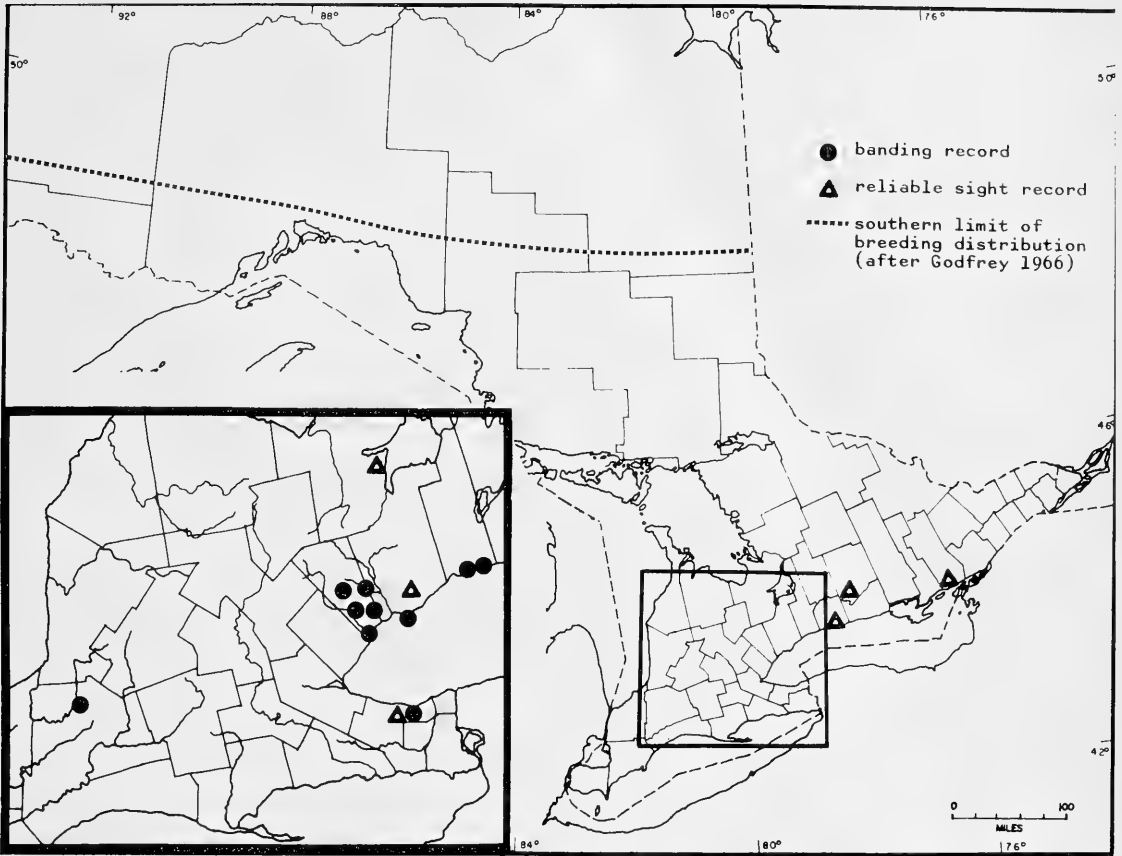 92° 88° 84° 80° 76°
50° 50°
banding record
reliable sight record
southern limit of
breeding distribution
(after Godfrey 1966)
46°
42°
0 100
MILES
84° 80° 76°